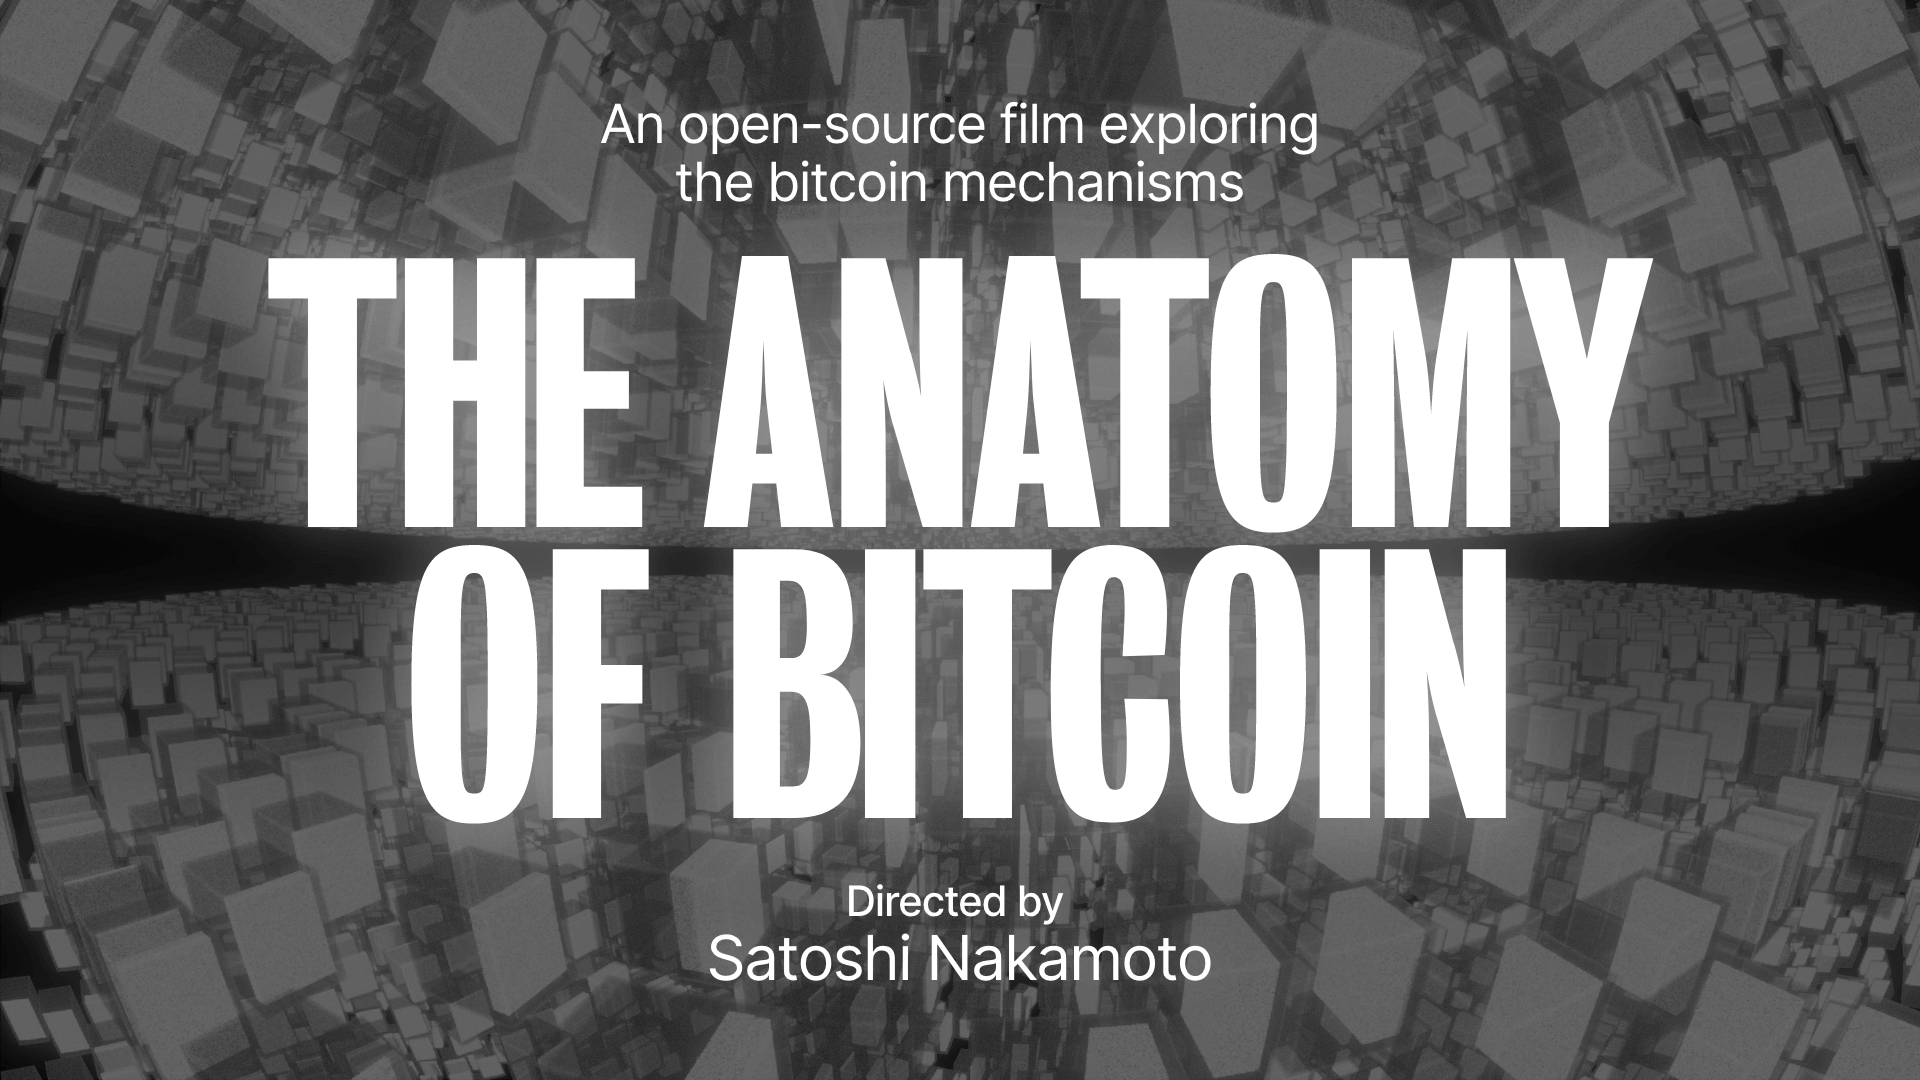 An open-source film exploring
the bitcoin mechanisms
THE ANATOMY
OF BITCOIN
Directed by
Satoshi Nakamoto